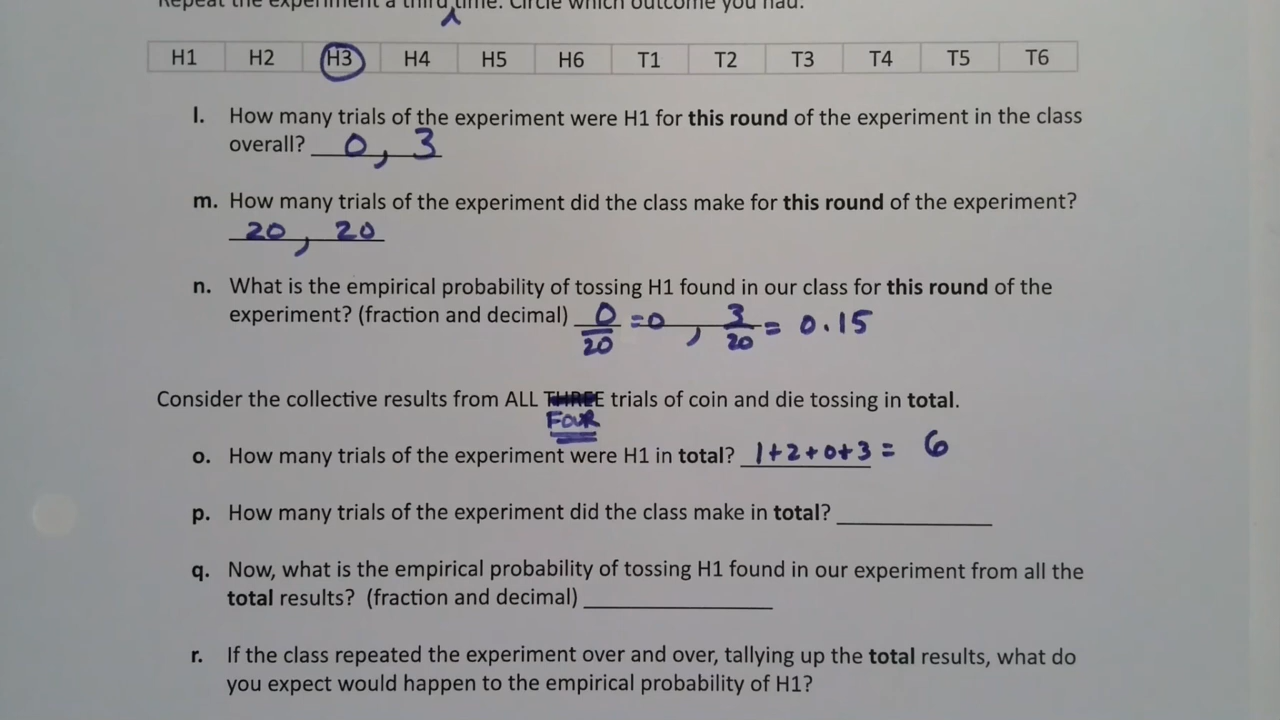 Repeat the experiment a third time. Circle which outcome you had.
H1 H2 H3 H4 H5 H6 T1 T2 T3 T4 T5 T6
l. How many trials of the experiment were H1 for this round of the experiment in the class
overall? 0, 3
m. How many trials of the experiment did the class make for this round of the experiment?
20, 20
n. What is the empirical probability of tossing H1 found in our class for this round of the
experiment? (fraction and decimal) 0/20 = 0, 3/20 = 0.15
Consider the collective results from ALL THREE trials of coin and die tossing in total.
FOUR
o. How many trials of the experiment were H1 in total? 1+2+0+3 = 6
p. How many trials of the experiment did the class make in total?
q. Now, what is the empirical probability of tossing H1 found in our experiment from all the
total results? (fraction and decimal)
r. If the class repeated the experiment over and over, tallying up the total results, what do
you expect would happen to the empirical probability of H1?